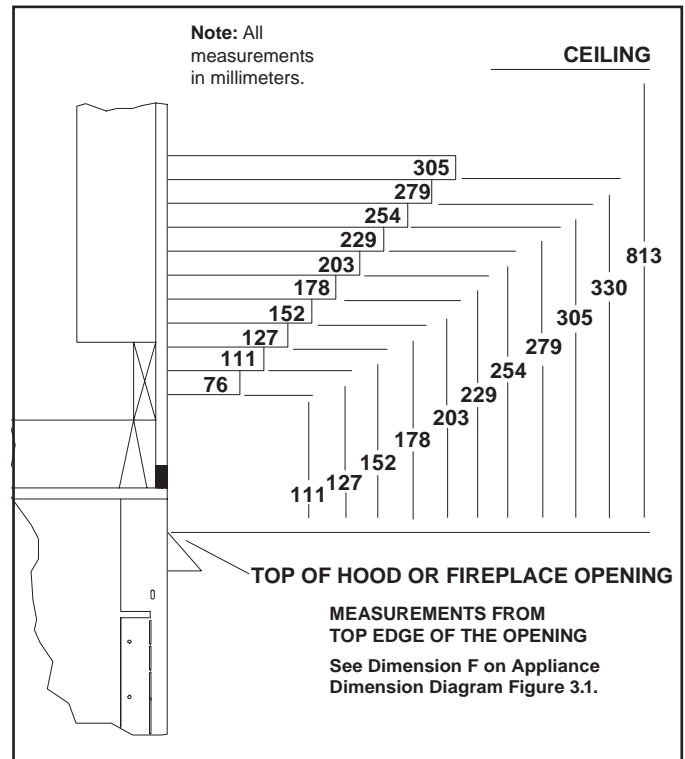 Note: All
measurements
in millimeters.
CEILING
305
279
254
229
203
178
152
127
111
76
813
330
305
279
254
229
203
178
152
127
111
TOP OF HOOD OR FIREPLACE OPENING
MEASUREMENTS FROM
TOP EDGE OF THE OPENING
See Dimension F on Appliance
Dimension Diagram Figure 3.1.